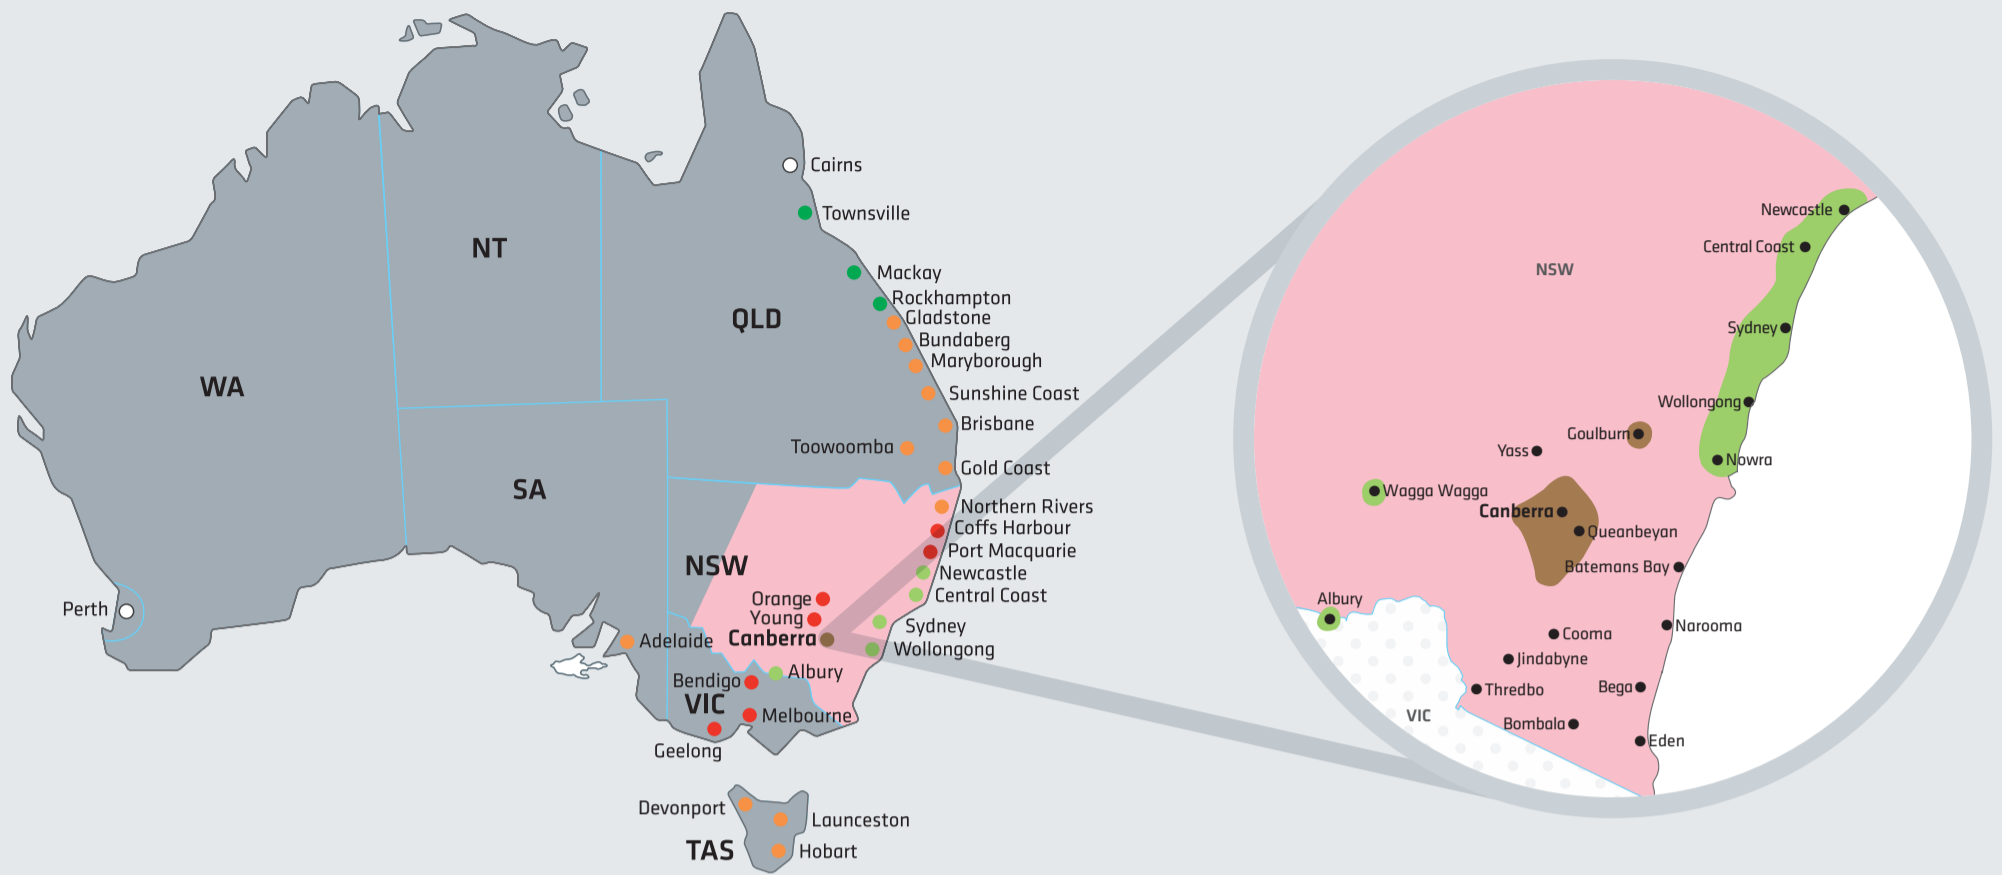 Cairns
Townsville
NT
Mackay
Rockhampton
Gladstone
QLD
Bundaberg
Maryborough
WA
Sunshine Coast
Brisbane
Toowoomba
Gold Coast
SA
Northern Rivers
Coffs Harbour
Port Macquarie
NSW
Newcastle
Central Coast
Orange
Perth
Young
Sydney
Canberra
Adelaide
Wollongong
Albury
Bendigo
VIC
Melbourne
Geelong
Devonport
Launceston
TAS
Hobart
Newcastle
Central Coast
NSW
Sydney
Wollongong
Goulburn
Yass
Nowra
Wagga Wagga
Canberra
Queanbeyan
Batemans Bay
Albury
Narooma
Cooma
Jindabyne
Bega
Thredbo
VIC
Bombala
Eden